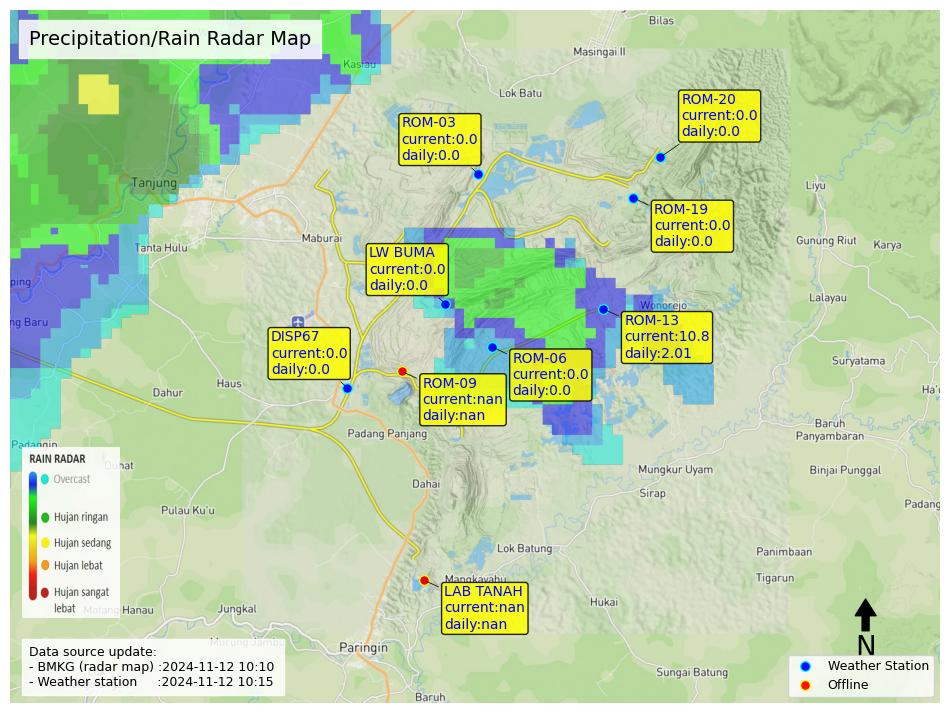 Precipitation/Rain Radar Map
Bilas
Masingai II
Kasiau
Lok Batu
ROM-20
current:0.0
daily:0.0
ROM-03
current:0.0
daily:0.0
Tanjung
Liyu
ROM-19
current:0.0
daily:0.0
Tanta Hulu
Maburai
Gunung Riut
Karya
LW BUMA
current:0.0
daily:0.0
ping
Lalayau
Wonorejo
ng Baru
ROM-13
current:10.8
daily:2.01
DISP67
current:0.0
daily:0.0
ROM-06
current:0.0
daily:0.0
Suryatama
Haus
Dahur
ROM-09
current:nan
daily:nan
Ha'u
Baruh
Panyambaran
Padang Panjang
Padangin
RAIN RADAR
Overcast
Hujan ringan
Hujan sedang
Hujan lebat
Hujan sangat
lebat
Mungkur Uyam
Binjai Punggal
Dahai
Sirap
Padang
Pulau Ku'u
Lok Batung
Panimbaan
Tigarun
Mangkayahu
LAB TANAH
current:nan
daily:nan
Hukai
Matang Hanau
Jungkal
Murung Jambu
Paringin
N
Data source update:
- BMKG (radar map) :2024-11-12 10:10
- Weather station :2024-11-12 10:15
Sungai Batung
Weather Station
Offline
Baruh